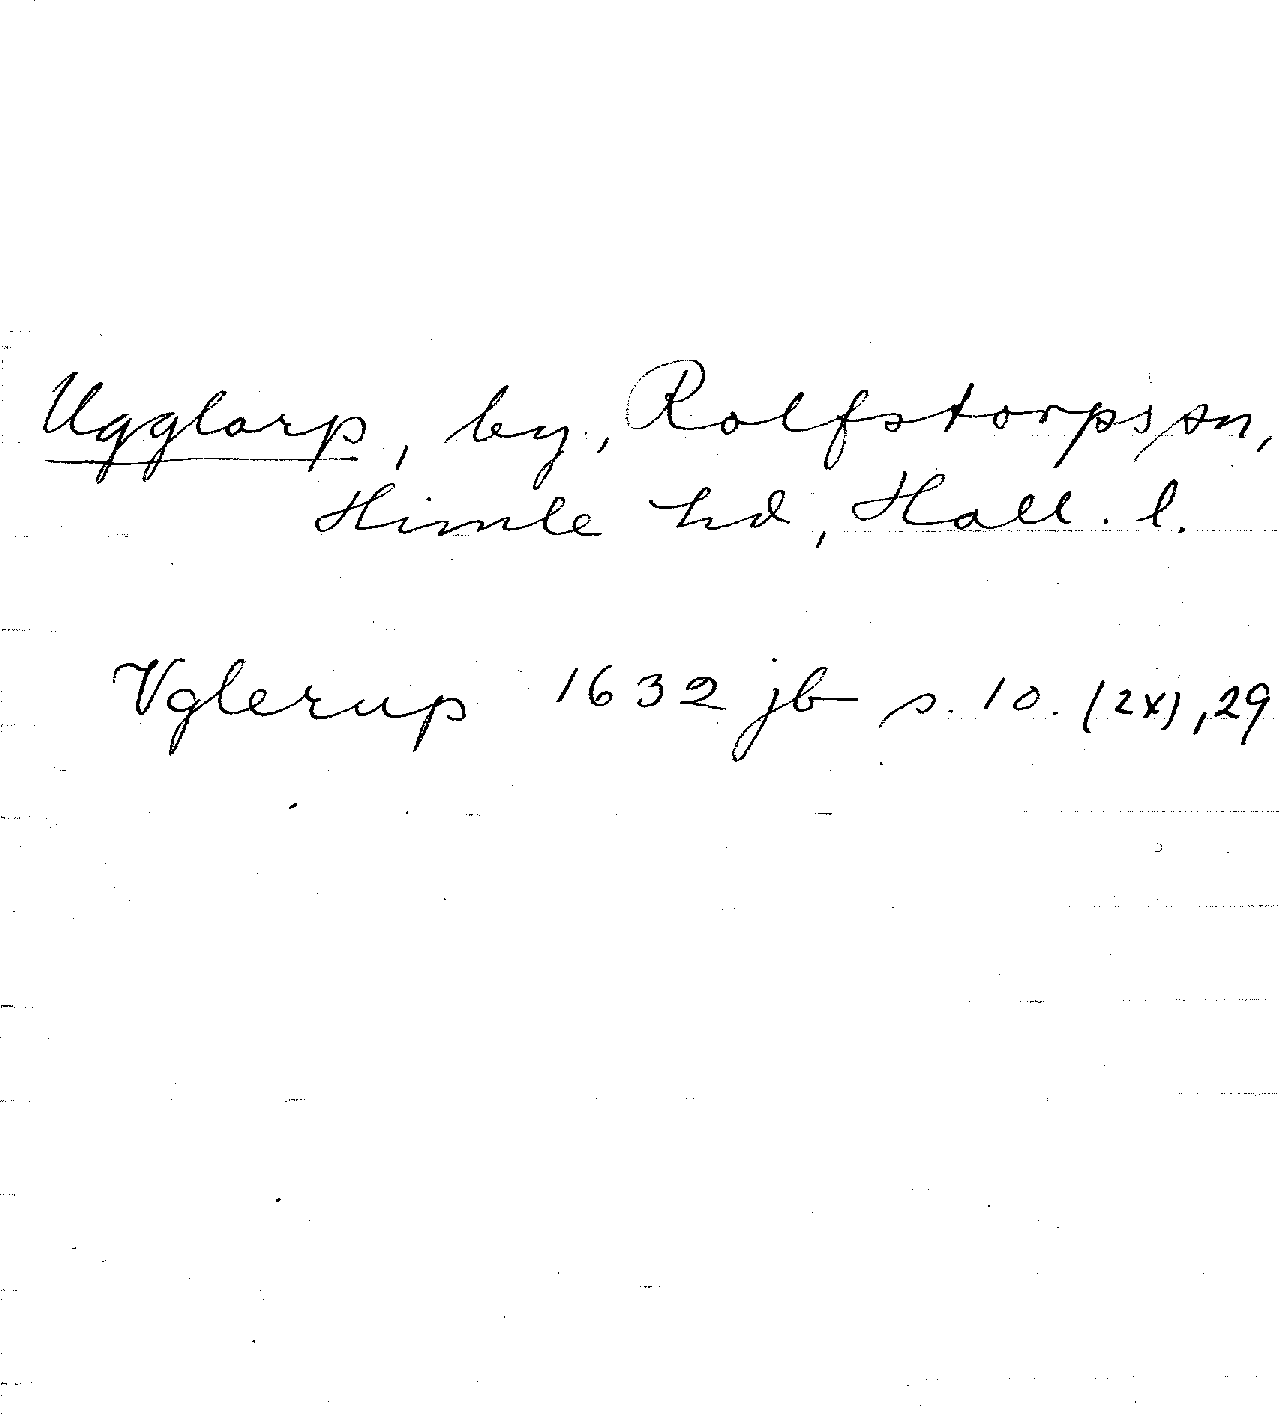 Ugglarp, by, Rolfstorps sn,
Himle hd, Hall. l.
Vglerup 1632 jb s. 10. (2x), 29